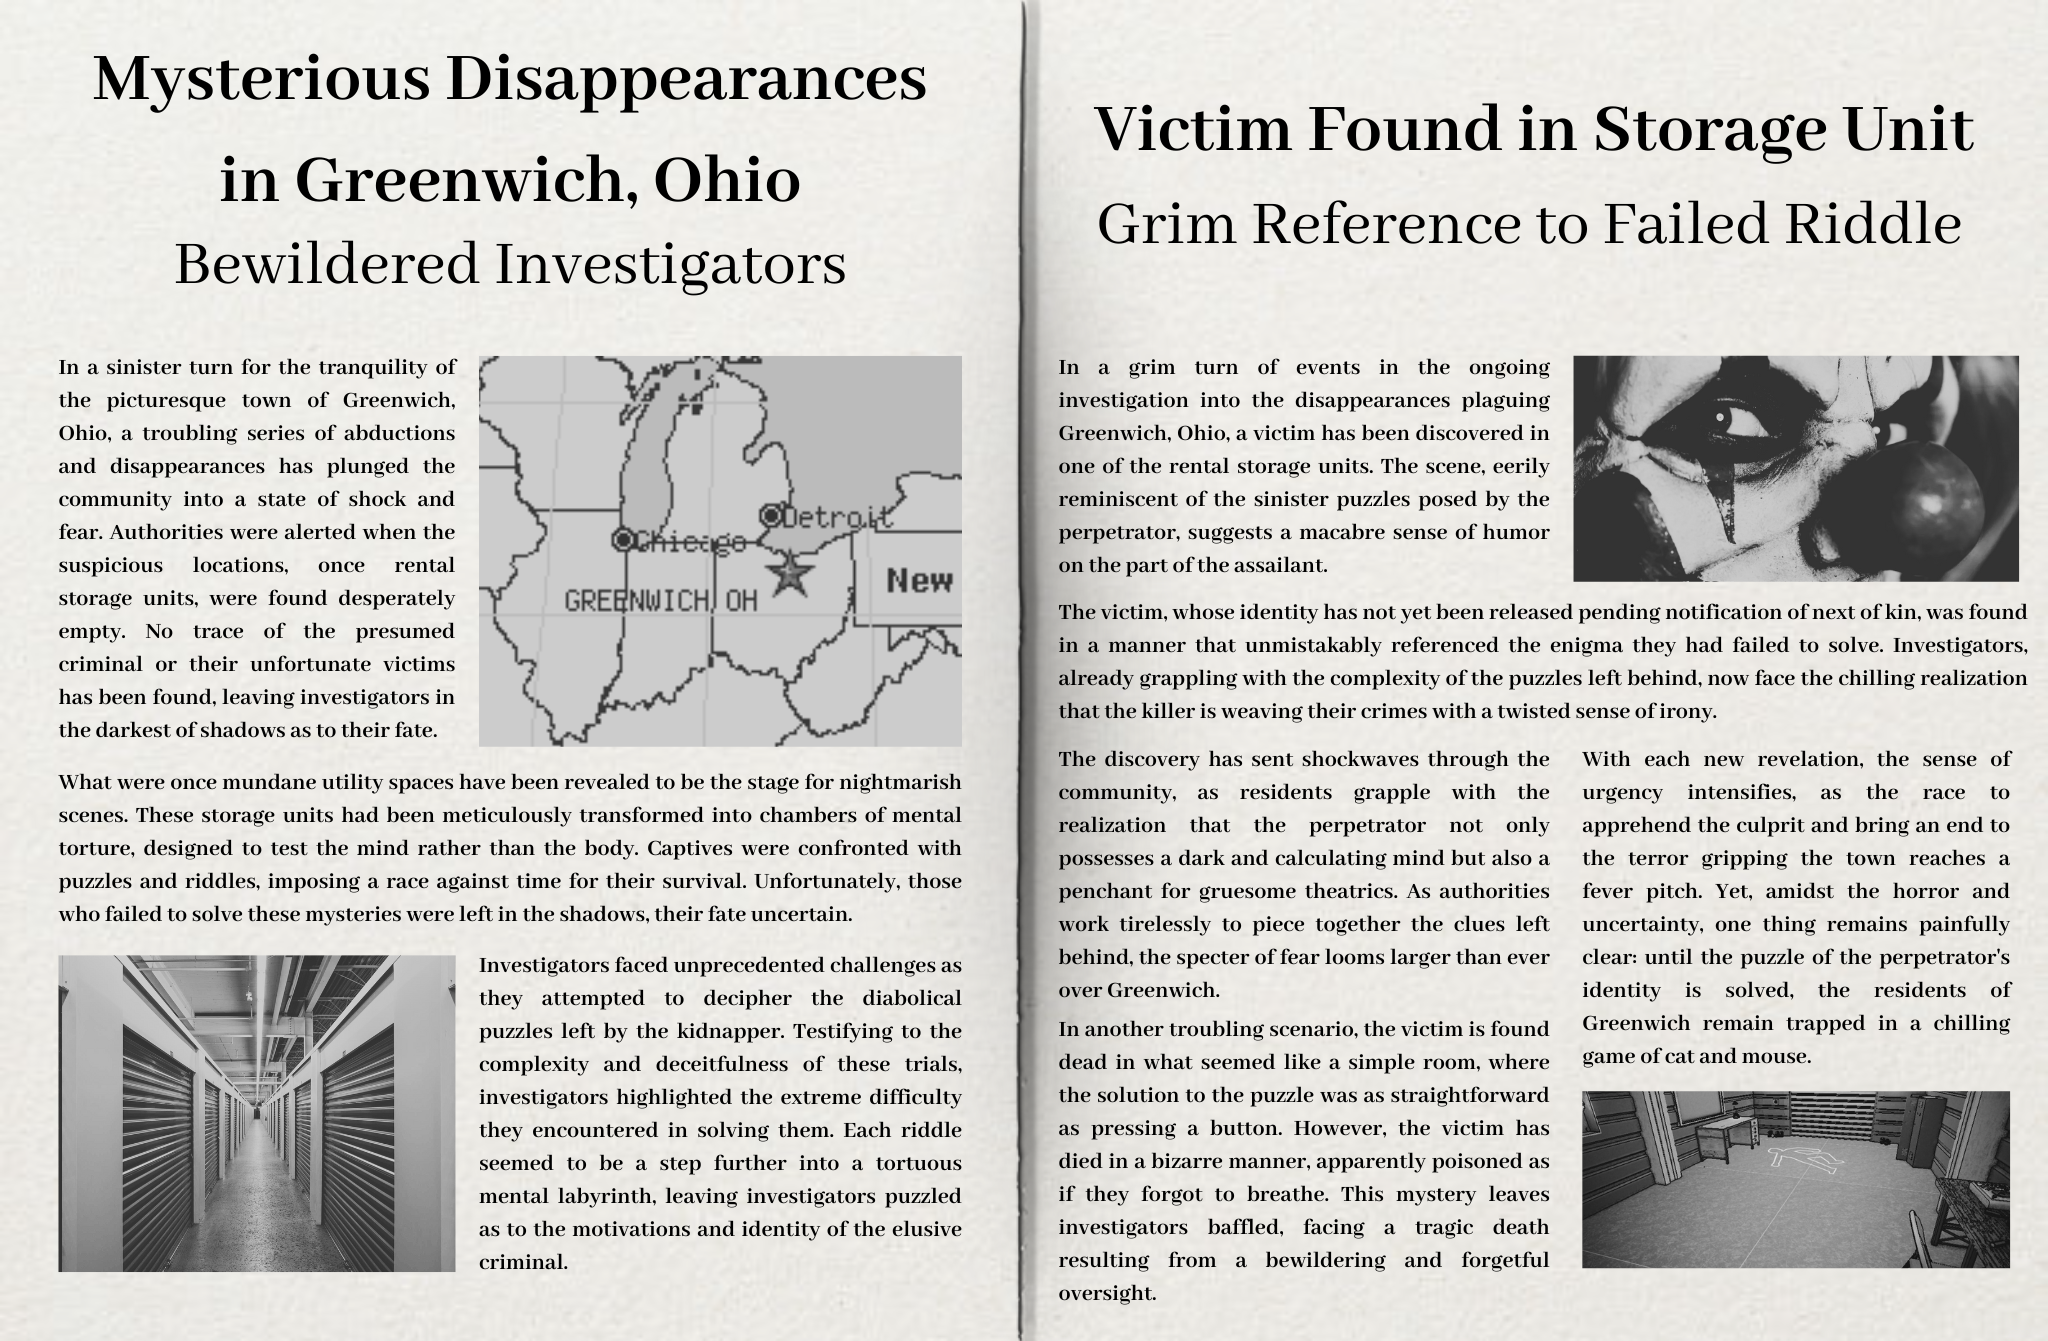 Mysterious Disappearances
in Greenwich, Ohio
Bewildered Investigators
In a sinister turn for the tranquility of
the picturesque town of Greenwich,
Ohio, a troubling series of abductions
and disappearances has plunged the
community into a state of shock and
fear. Authorities were alerted when the
suspicious locations, once rental
storage units, were found desperately
empty. No trace of the presumed
criminal or their unfortunate victims
has been found, leaving investigators in
the darkest of shadows as to their fate.
Detroit
Chicago
GREENWICH, OH
New
What were once mundane utility spaces have been revealed to be the stage for nightmarish
scenes. These storage units had been meticulously transformed into chambers of mental
torture, designed to test the mind rather than the body. Captives were confronted with
puzzles and riddles, imposing a race against time for their survival. Unfortunately, those
who failed to solve these mysteries were left in the shadows, their fate uncertain.
Investigators faced unprecedented challenges as
they attempted to decipher the diabolical
puzzles left by the kidnapper. Testifying to the
complexity and deceitfulness of these trials,
investigators highlighted the extreme difficulty
they encountered in solving them. Each riddle
seemed to be a step further into a tortuous
mental labyrinth, leaving investigators puzzled
as to the motivations and identity of the elusive
criminal.
Victim Found in Storage Unit
Grim Reference to Failed Riddle
In a grim turn of events in the ongoing
investigation into the disappearances plaguing
Greenwich, Ohio, a victim has been discovered in
one of the rental storage units. The scene, eerily
reminiscent of the sinister puzzles posed by the
perpetrator, suggests a macabre sense of humor
on the part of the assailant.
The victim, whose identity has not yet been released pending notification of next of kin, was found
in a manner that unmistakably referenced the enigma they had failed to solve. Investigators,
already grappling with the complexity of the puzzles left behind, now face the chilling realization
that the killer is weaving their crimes with a twisted sense of irony.
The discovery has sent shockwaves through the
community, as residents grapple with the
realization that the perpetrator not only
possesses a dark and calculating mind but also a
penchant for gruesome theatrics. As authorities
work tirelessly to piece together the clues left
behind, the specter of fear looms larger than ever
over Greenwich.
In another troubling scenario, the victim is found
dead in what seemed like a simple room, where
the solution to the puzzle was as straightforward
as pressing a button. However, the victim has
died in a bizarre manner, apparently poisoned as
if they forgot to breathe. This mystery leaves
investigators baffled, facing a tragic death
resulting from a bewildering and forgetful
oversight.
With each new revelation, the sense of
urgency intensifies, as the race to
apprehend the culprit and bring an end to
the terror gripping the town reaches a
fever pitch. Yet, amidst the horror and
uncertainty, one thing remains painfully
clear: until the puzzle of the perpetrator's
identity is solved, the residents of
Greenwich remain trapped in a chilling
game of cat and mouse.